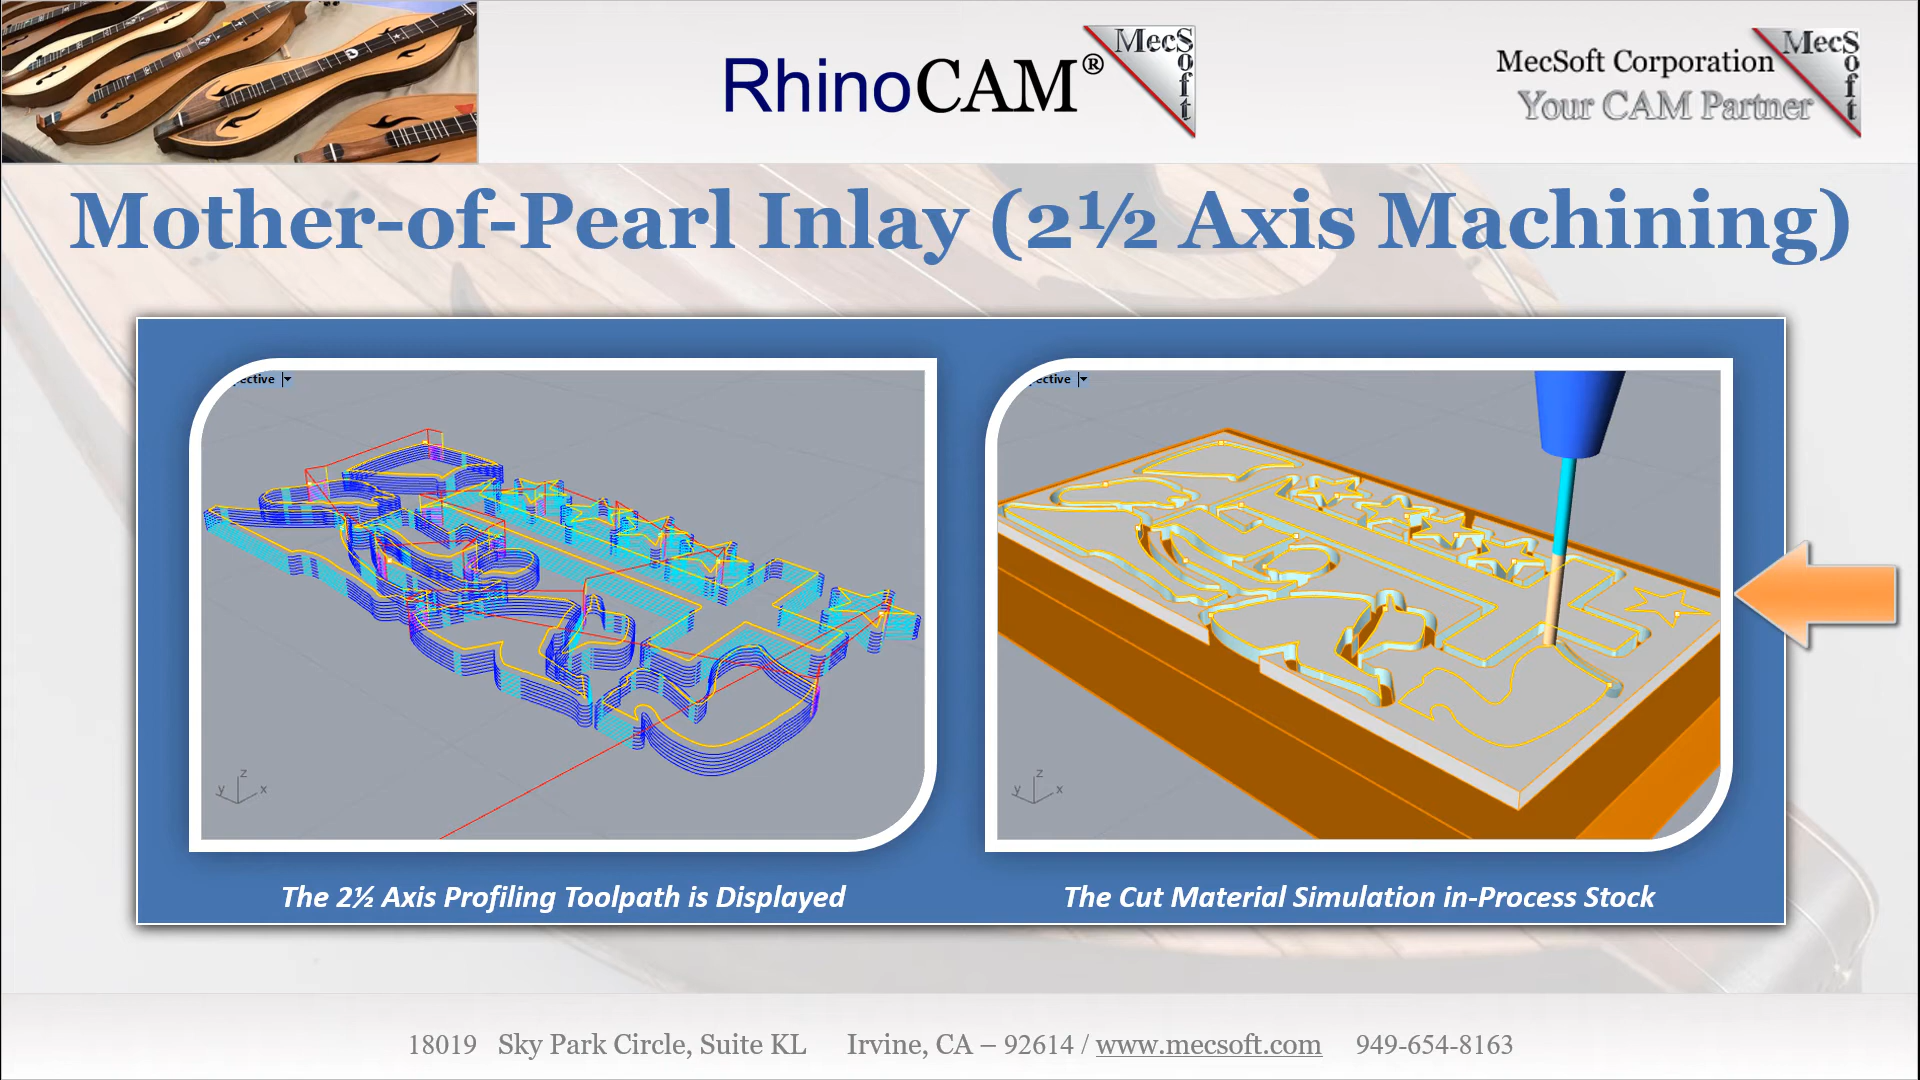 RhinoCAM®
MecSoft
MecSoft Corporation
Your CAM Partner
MecSoft
Mother-of-Pearl Inlay (2½ Axis Machining)
ective
ective
z
y
x
z
y
x
The 2½ Axis Profiling Toolpath is Displayed
The Cut Material Simulation in-Process Stock
18019 Sky Park Circle, Suite KL Irvine, CA – 92614 / www.mecsoft.com 949-654-8163